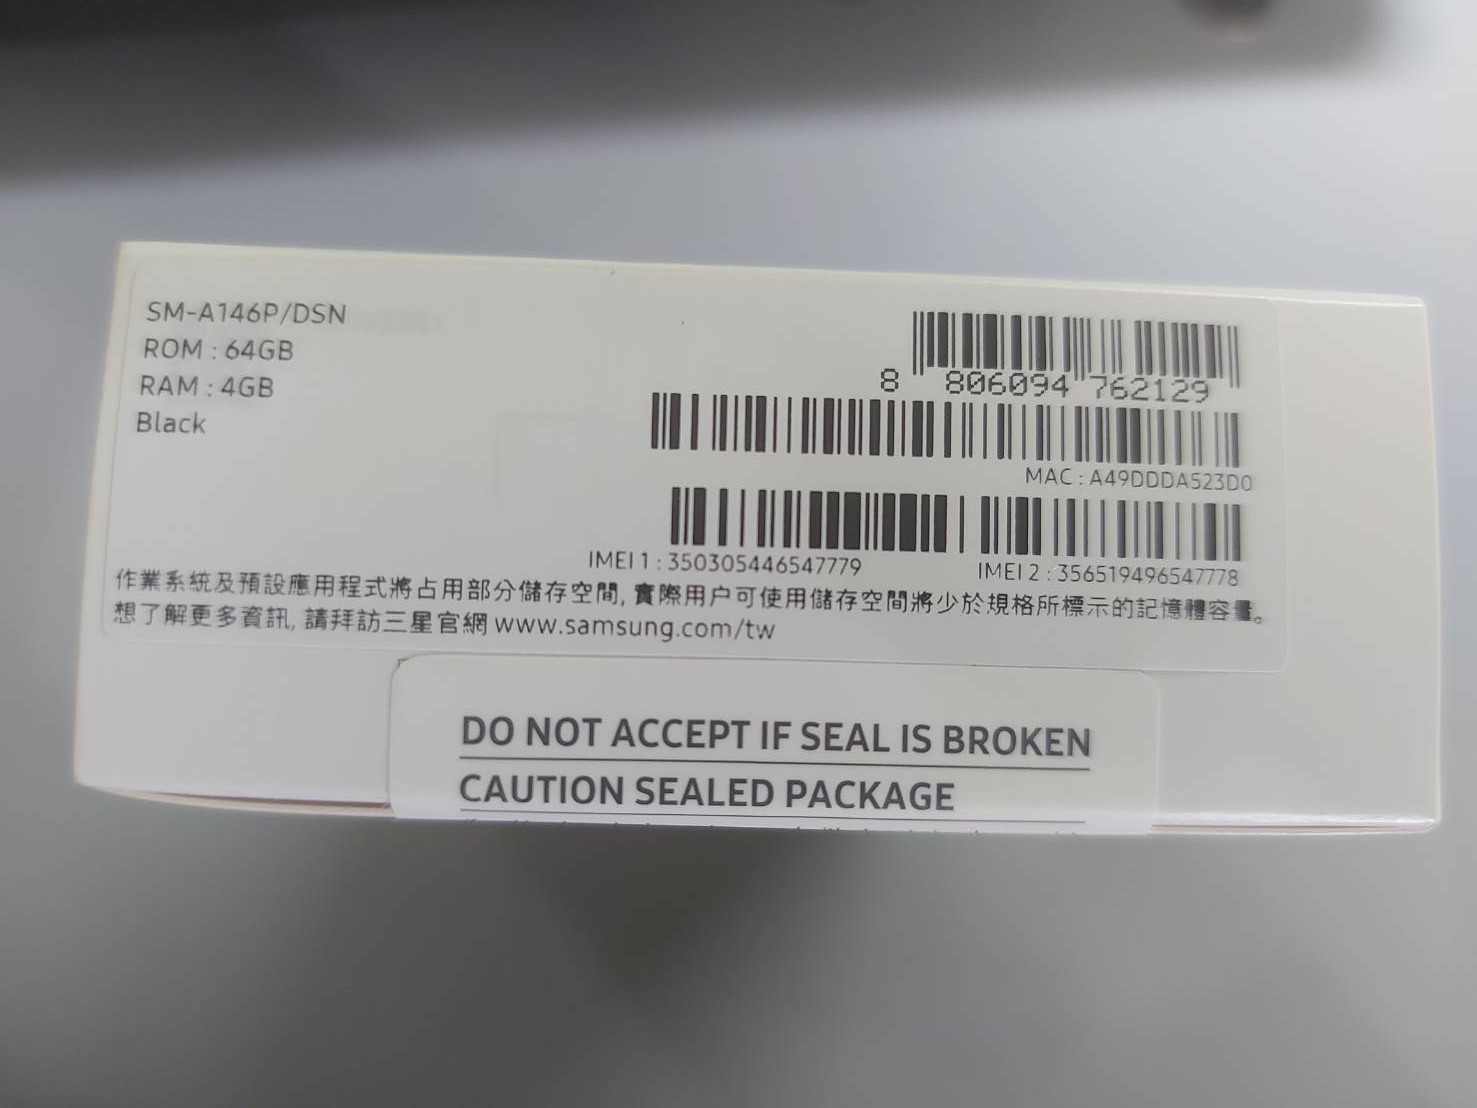 SM-A146P/DSN
ROM : 64GB
RAM : 4GB
Black
8 806094 762129
MAC : A49DDDA523D0
IMEI 1 : 350305446547779
IMEI 2 : 356519496547778
作業系統及預設應用程式將占用部分儲存空間, 實際用户可使用儲存空間將少於規格所標示的記憶體容量。
想了解更多資訊, 請拜訪三星官網 www.samsung.com/tw
DO NOT ACCEPT IF SEAL IS BROKEN
CAUTION SEALED PACKAGE